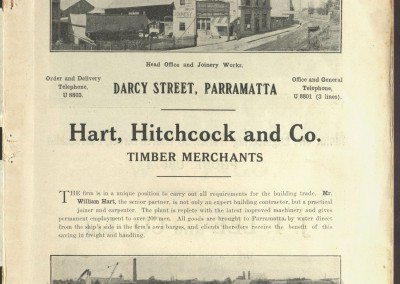 Head Office and Joinery Works.
Order and Delivery
Telephone,
U 8803.
DARCY STREET, PARRAMATTA
Office and General
Telephone,
U 8801 (3 lines).
Hart, Hitchcock and Co.
TIMBER MERCHANTS
THE firm is in a unique position to carry out all requirements for the building trade. Mr.
William Hart, the senior partner, is not only an expert building contractor, but a practical
joiner and carpenter. The plant is replete with the latest improved machinery and gives
permanent employment to over 200 men. All goods are brought to Parramatta, by water direct
from the ship's side in the firm's own barges, and clients therefore receive the benefit of this
saving in freight and handling.